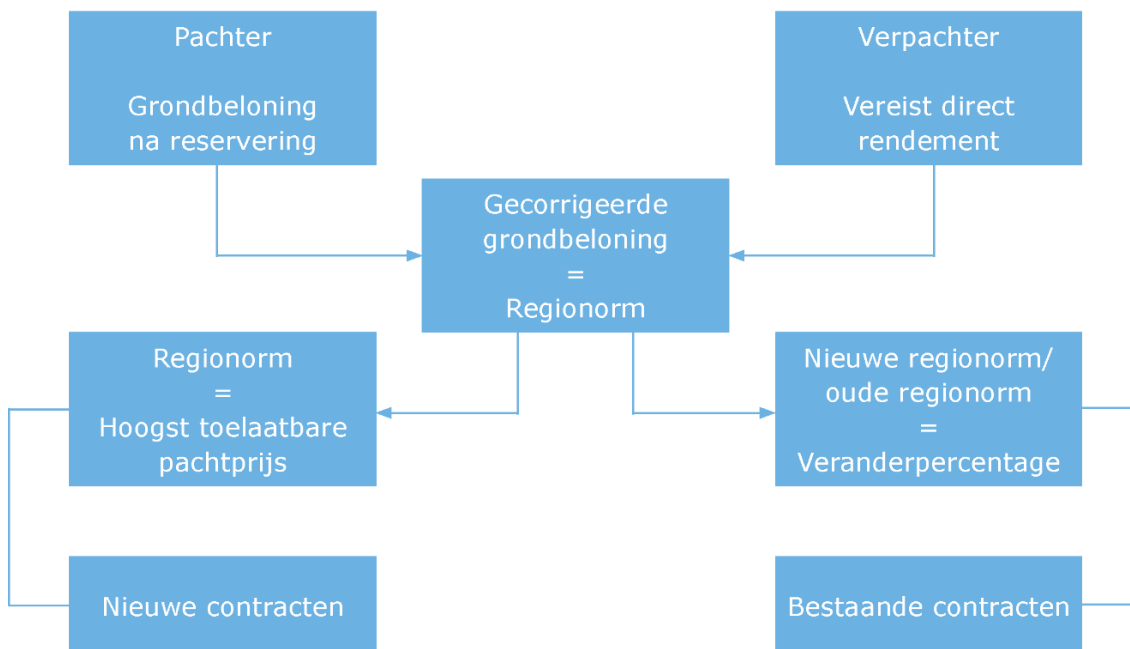 Pachter
Grondbeloning
na reservering
Verpachter
Vereist direct
rendement
Gecorrigeerde
grondbeloning
=
Regionorm
Regionorm
=
Hoogst toelaatbare
pachtprijs
Nieuwe regionorm/
oude regionorm
=
Veranderpercentage
Nieuwe contracten
Bestaande contracten